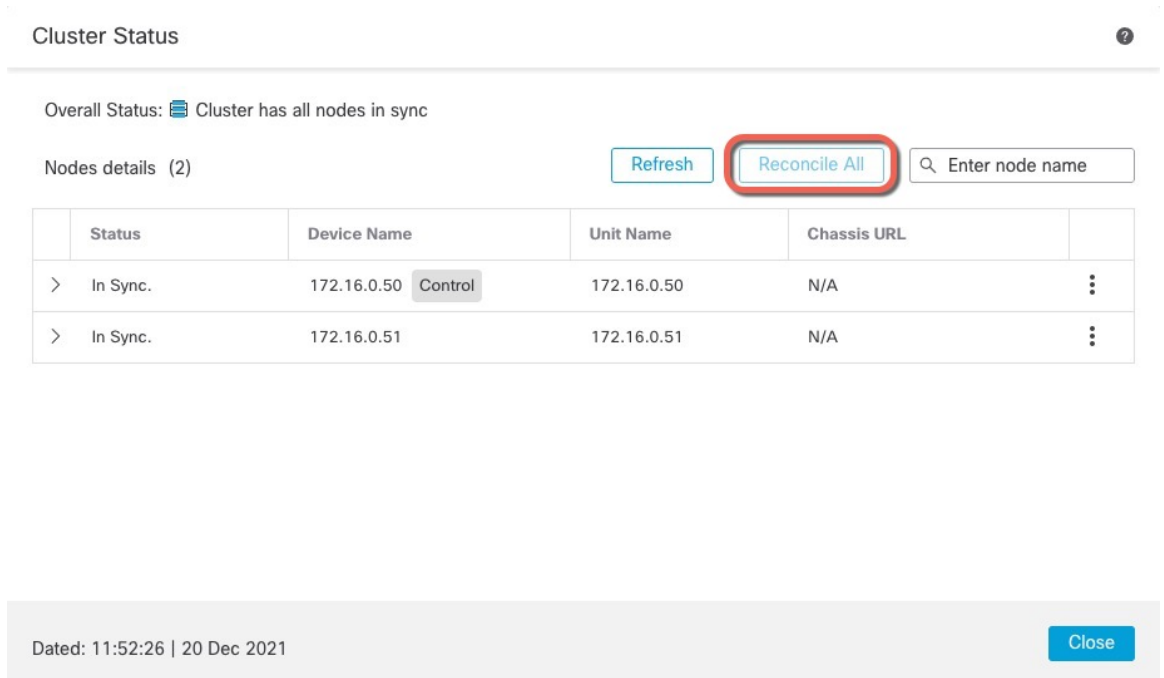 Cluster Status
Overall Status: Cluster has all nodes in sync
Nodes details (2) Refresh Reconcile All Enter node name
Status Device Name Unit Name Chassis URL
In Sync. 172.16.0.50 Control 172.16.0.50 N/A
In Sync. 172.16.0.51 172.16.0.51 N/A
Dated: 11:52:26 | 20 Dec 2021 Close